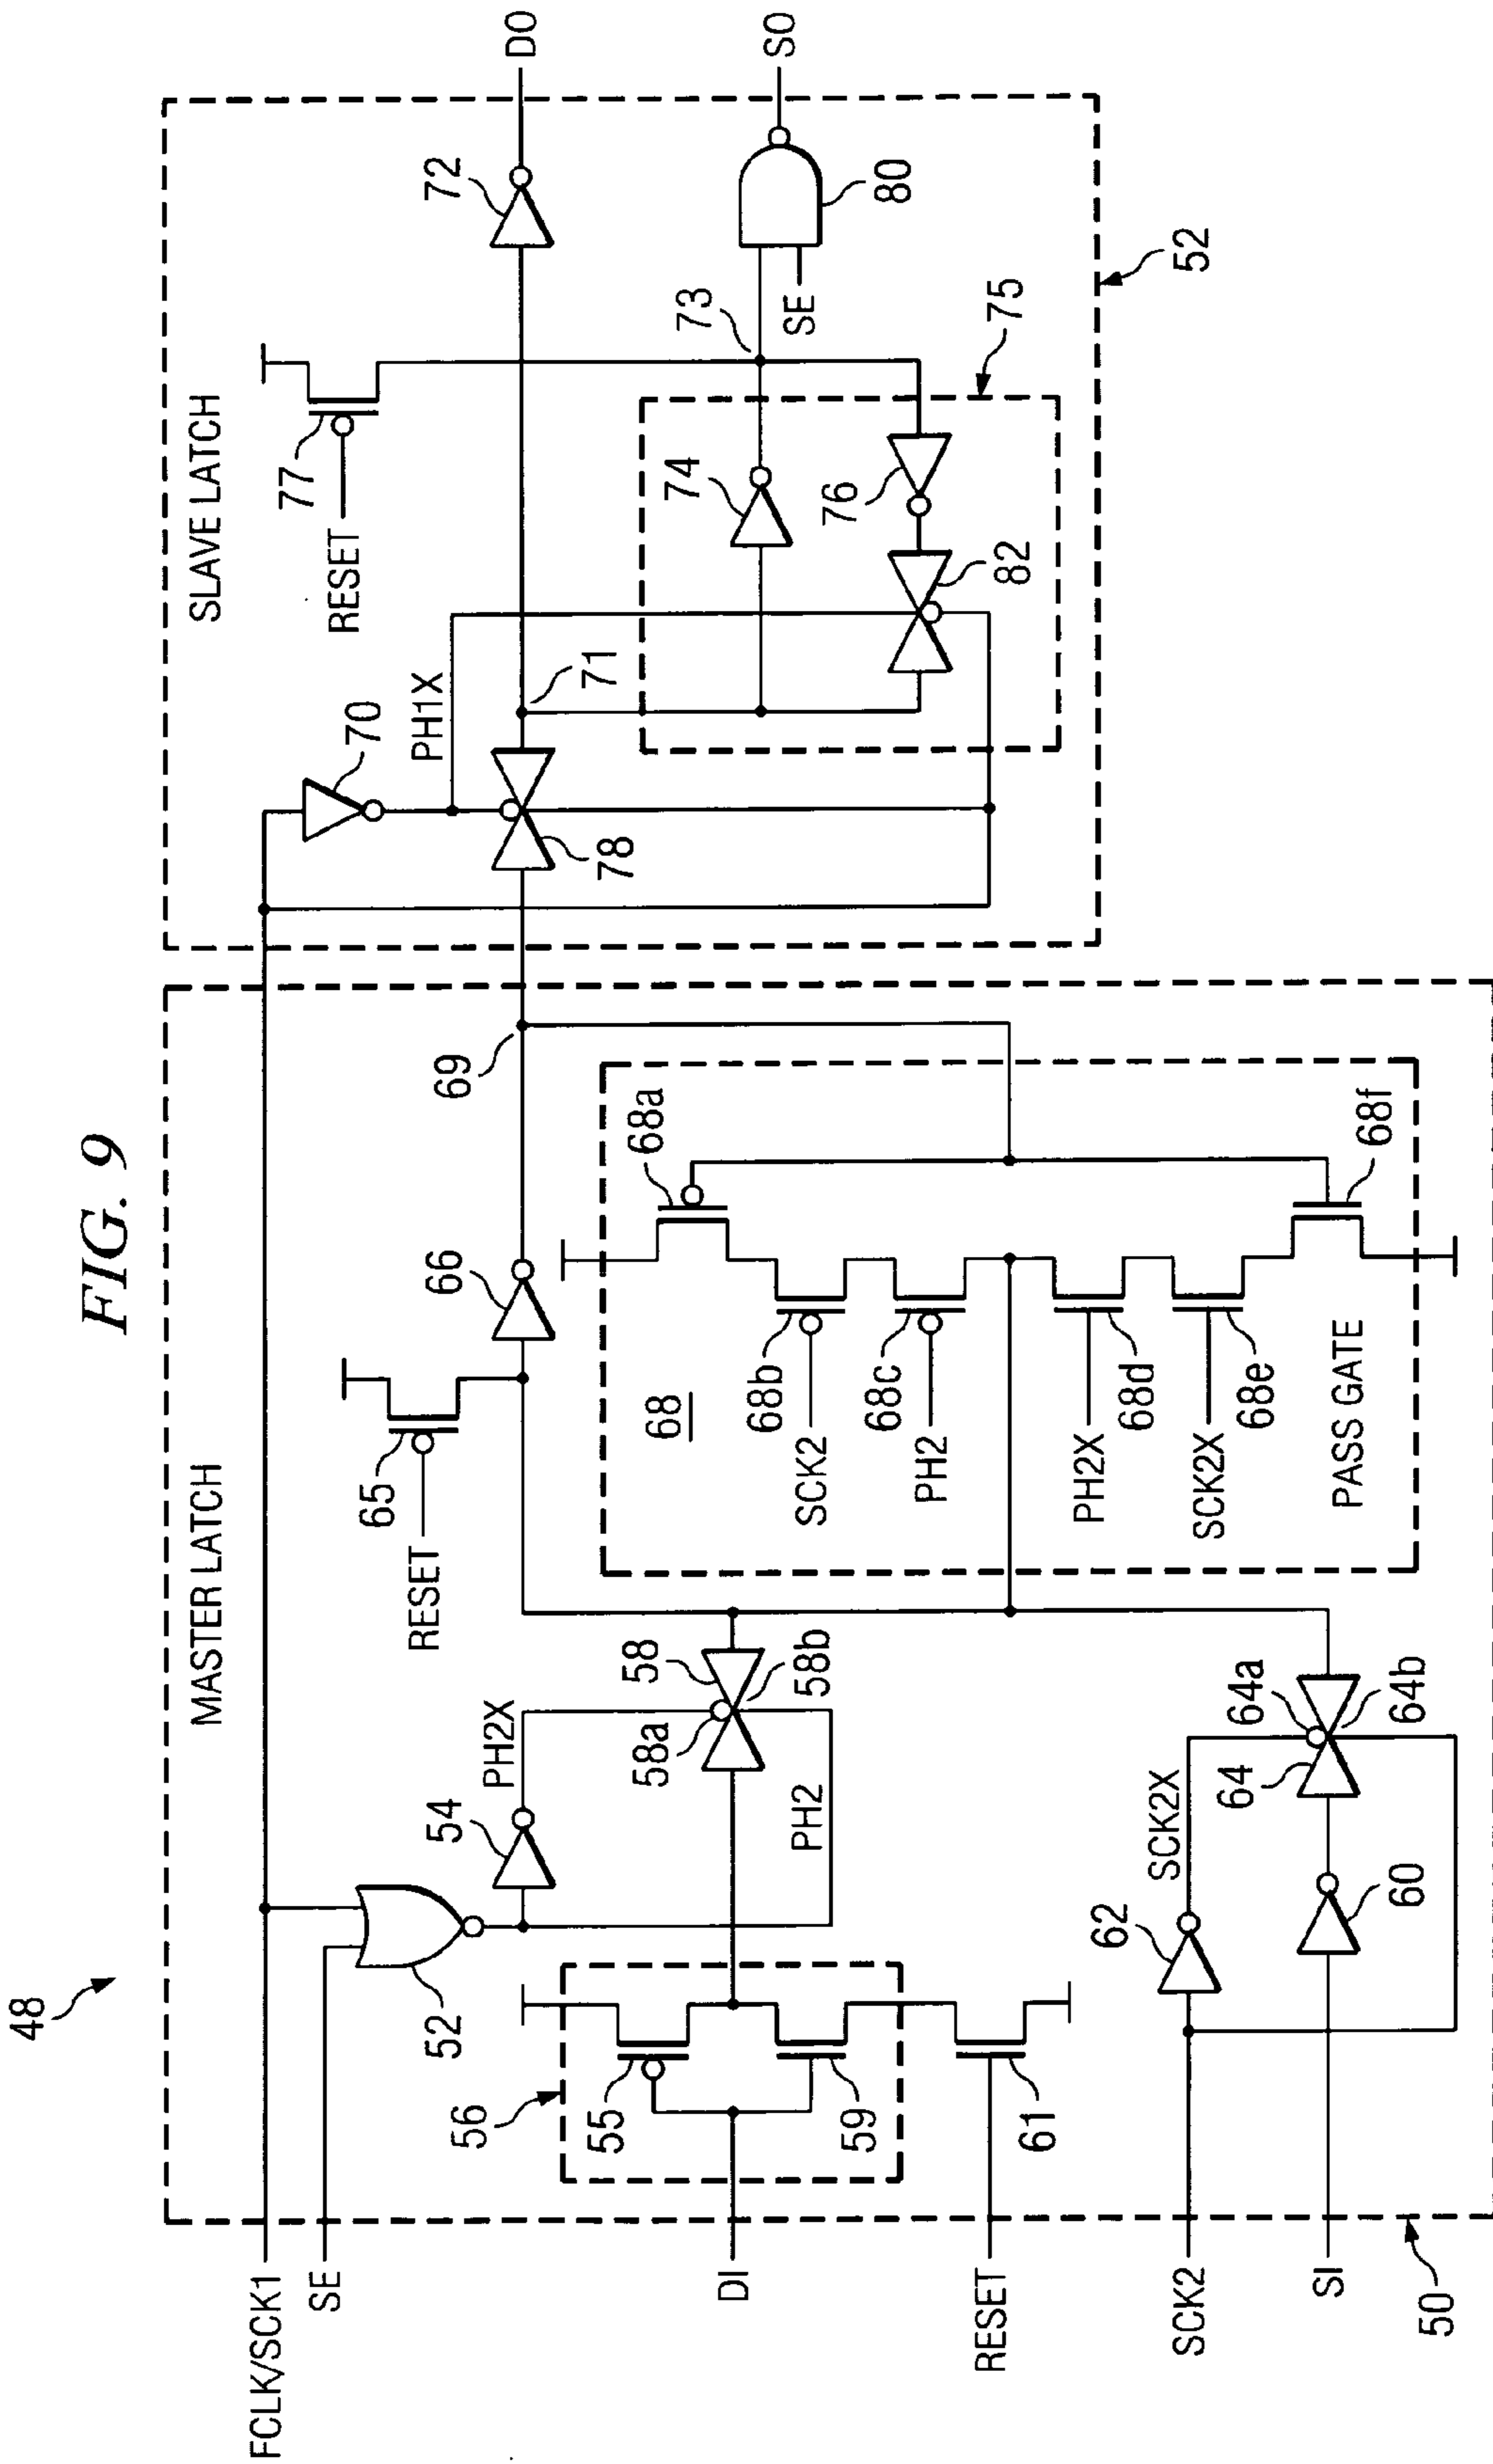 FIG. 9
48
MASTER LATCH
SLAVE LATCH
FCLK/SCK1
SE
52
54
PH2X
58a
58
58b
PH2
56
55
59
DI
RESET
61
SCK2
62
SCK2X
64a
64
64b
SI
60
50
RESET
65
66
69
68
68a
68b
SCK2
68c
PH2
PH2X
68d
SCK2X
68e
68f
PASS GATE
70
PH1X
78
71
RESET
77
72
DO
73
74
76
82
75
SE
80
SO
52